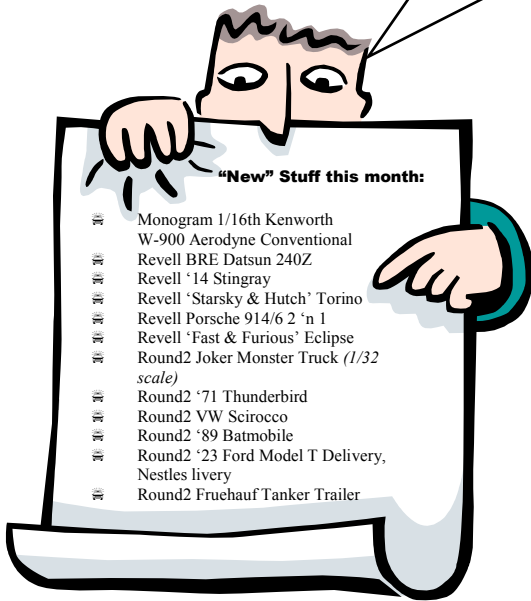 “New” Stuff this month:
Monogram 1/16th Kenworth
W-900 Aerodyne Conventional
Revell BRE Datsun 240Z
Revell ‘14 Stingray
Revell ‘Starsky & Hutch’ Torino
Revell Porsche 914/6 2 ‘n 1
Revell ‘Fast & Furious’ Eclipse
Round2 Joker Monster Truck (1/32
scale)
Round2 ‘71 Thunderbird
Round2 VW Scirocco
Round2 ‘89 Batmobile
Round2 ‘23 Ford Model T Delivery,
Nestles livery
Round2 Fruehauf Tanker Trailer